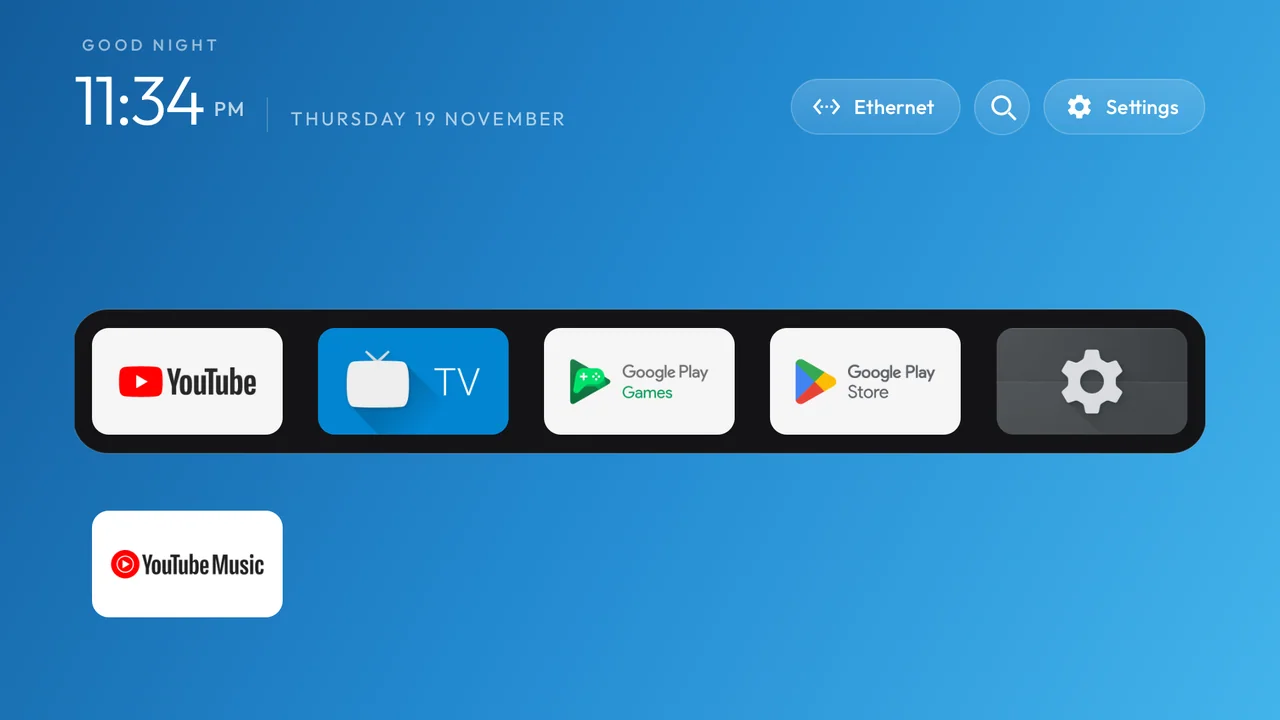 GOOD NIGHT
11:34 PM
THURSDAY 19 NOVEMBER
Ethernet
Settings
YouTube
TV
Google Play
Games
Google Play
Store
YouTube Music